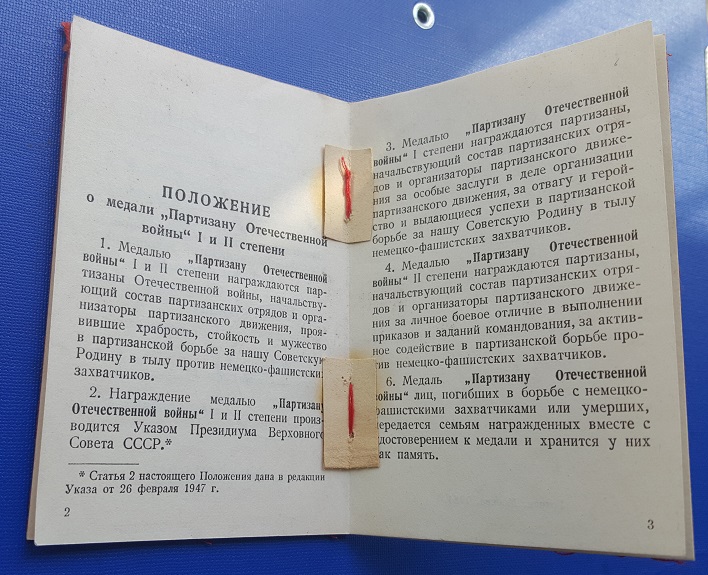 ПОЛОЖЕНИЕ
о медали „Партизану Отечественной
войны“ I и II степени
1. Медалью „Партизану Отечественной
войны“ I и II степени награждаются пар-
тизаны Отечественной войны, начальству-
ющий состав партизанских отрядов и орга-
низаторы партизанского движения, проя-
вившие храбрость, стойкость и мужество
в партизанской борьбе за нашу Советскую
Родину в тылу против немецко-фашистских
захватчиков.
2. Награждение медалью „Партизану
Отечественной войны“ I и II степени произ-
водится Указом Президиума Верховного
Совета СССР.*
* Статья 2 настоящего Положения дана в редакции
Указа от 26 февраля 1947 г.
2
3. Медалью „Партизану Отечественной
войны“ I степени награждаются партизаны,
начальствующий состав партизанских отря-
дов и организаторы партизанского движе-
ния за особые заслуги в деле организации
партизанского движения, за отвагу и герой-
ство и выдающиеся успехи в партизанской
борьбе за нашу Советскую Родину в тылу
немецко-фашистских захватчиков.
4. Медалью „Партизану Отечественной
войны“ II степени награждаются партизаны,
начальствующий состав партизанских отря-
дов и организаторы партизанского движе-
ния за личное боевое отличие в выполнении
приказов и заданий командования, за актив-
ное содействие в партизанской борьбе про-
тив немецко-фашистских захватчиков.
6. Медаль „Партизану Отечественной
войны“ лиц, погибших в борьбе с немецко-
фашистскими захватчиками или умерших,
передается семьям награжденных вместе с
удостоверением к медали и хранится у них
как память.
3